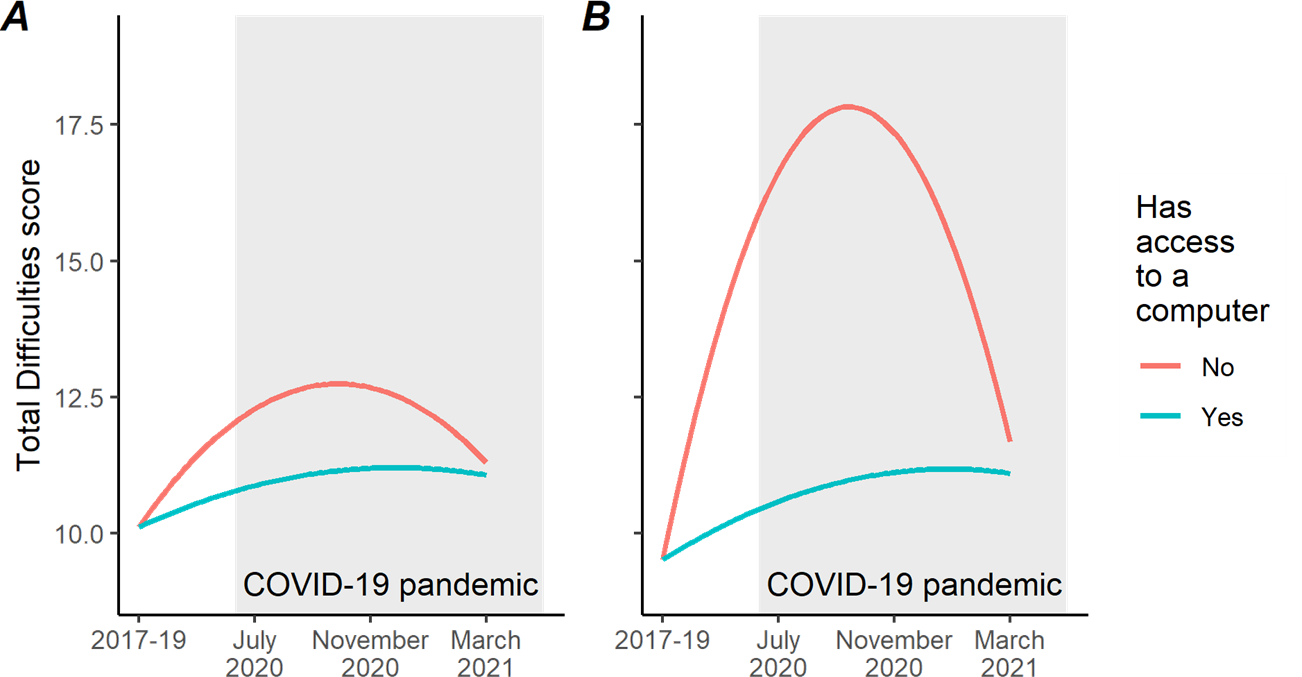 A
B
Total Difficulties score
17.5
15.0
12.5
10.0
COVID-19 pandemic
COVID-19 pandemic
2017-19
July
2020
November
2020
March
2021
2017-19
July
2020
November
2020
March
2021
Has
access
to a
computer
No
Yes